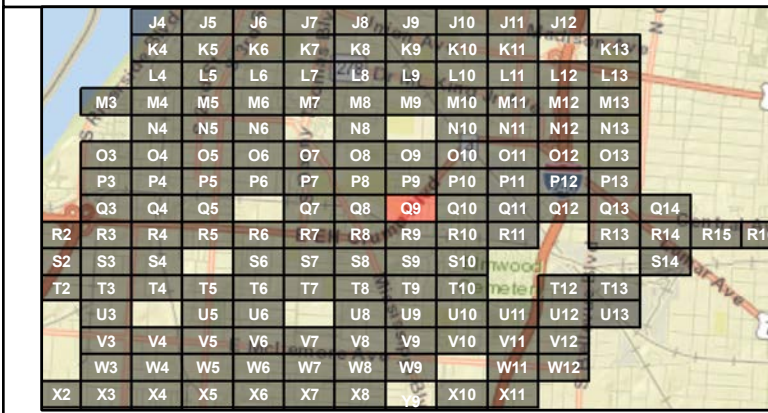 J4 J5 J6 J7 J8 J9 J10 J11 J12
K4 K5 K6 K7 K8 K9 K10 K11 K13
L4 L5 L6 L7 L8 L9 L10 L11 L12 L13
M3 M4 M5 M6 M7 M8 M9 M10 M11 M12 M13
N4 N5 N6 N8 N10 N11 N12 N13
O3 O4 O5 O6 O7 O8 O9 O10 O11 O12 O13
P3 P4 P5 P6 P7 P8 P9 P10 P11 P12 P13
Q3 Q4 Q5 Q7 Q8 Q9 Q10 Q11 Q12 Q13 Q14
R2 R3 R4 R5 R6 R7 R8 R9 R10 R11 R13 R14 R15
S2 S3 S4 S6 S7 S8 S9 S10 S14
T2 T3 T4 T5 T6 T7 T8 T9 T10 T12 T13
U3 U5 U6 U8 U9 U10 U11 U12 U13
V3 V4 V5 V6 V7 V8 V9 V10 V11 V12
W3 W4 W5 W6 W7 W8 W9 W11 W12
X2 X3 X4 X5 X6 X7 X8 X10 X11
Y9
Union Ave
Madison Ave
S Riverside Blvd